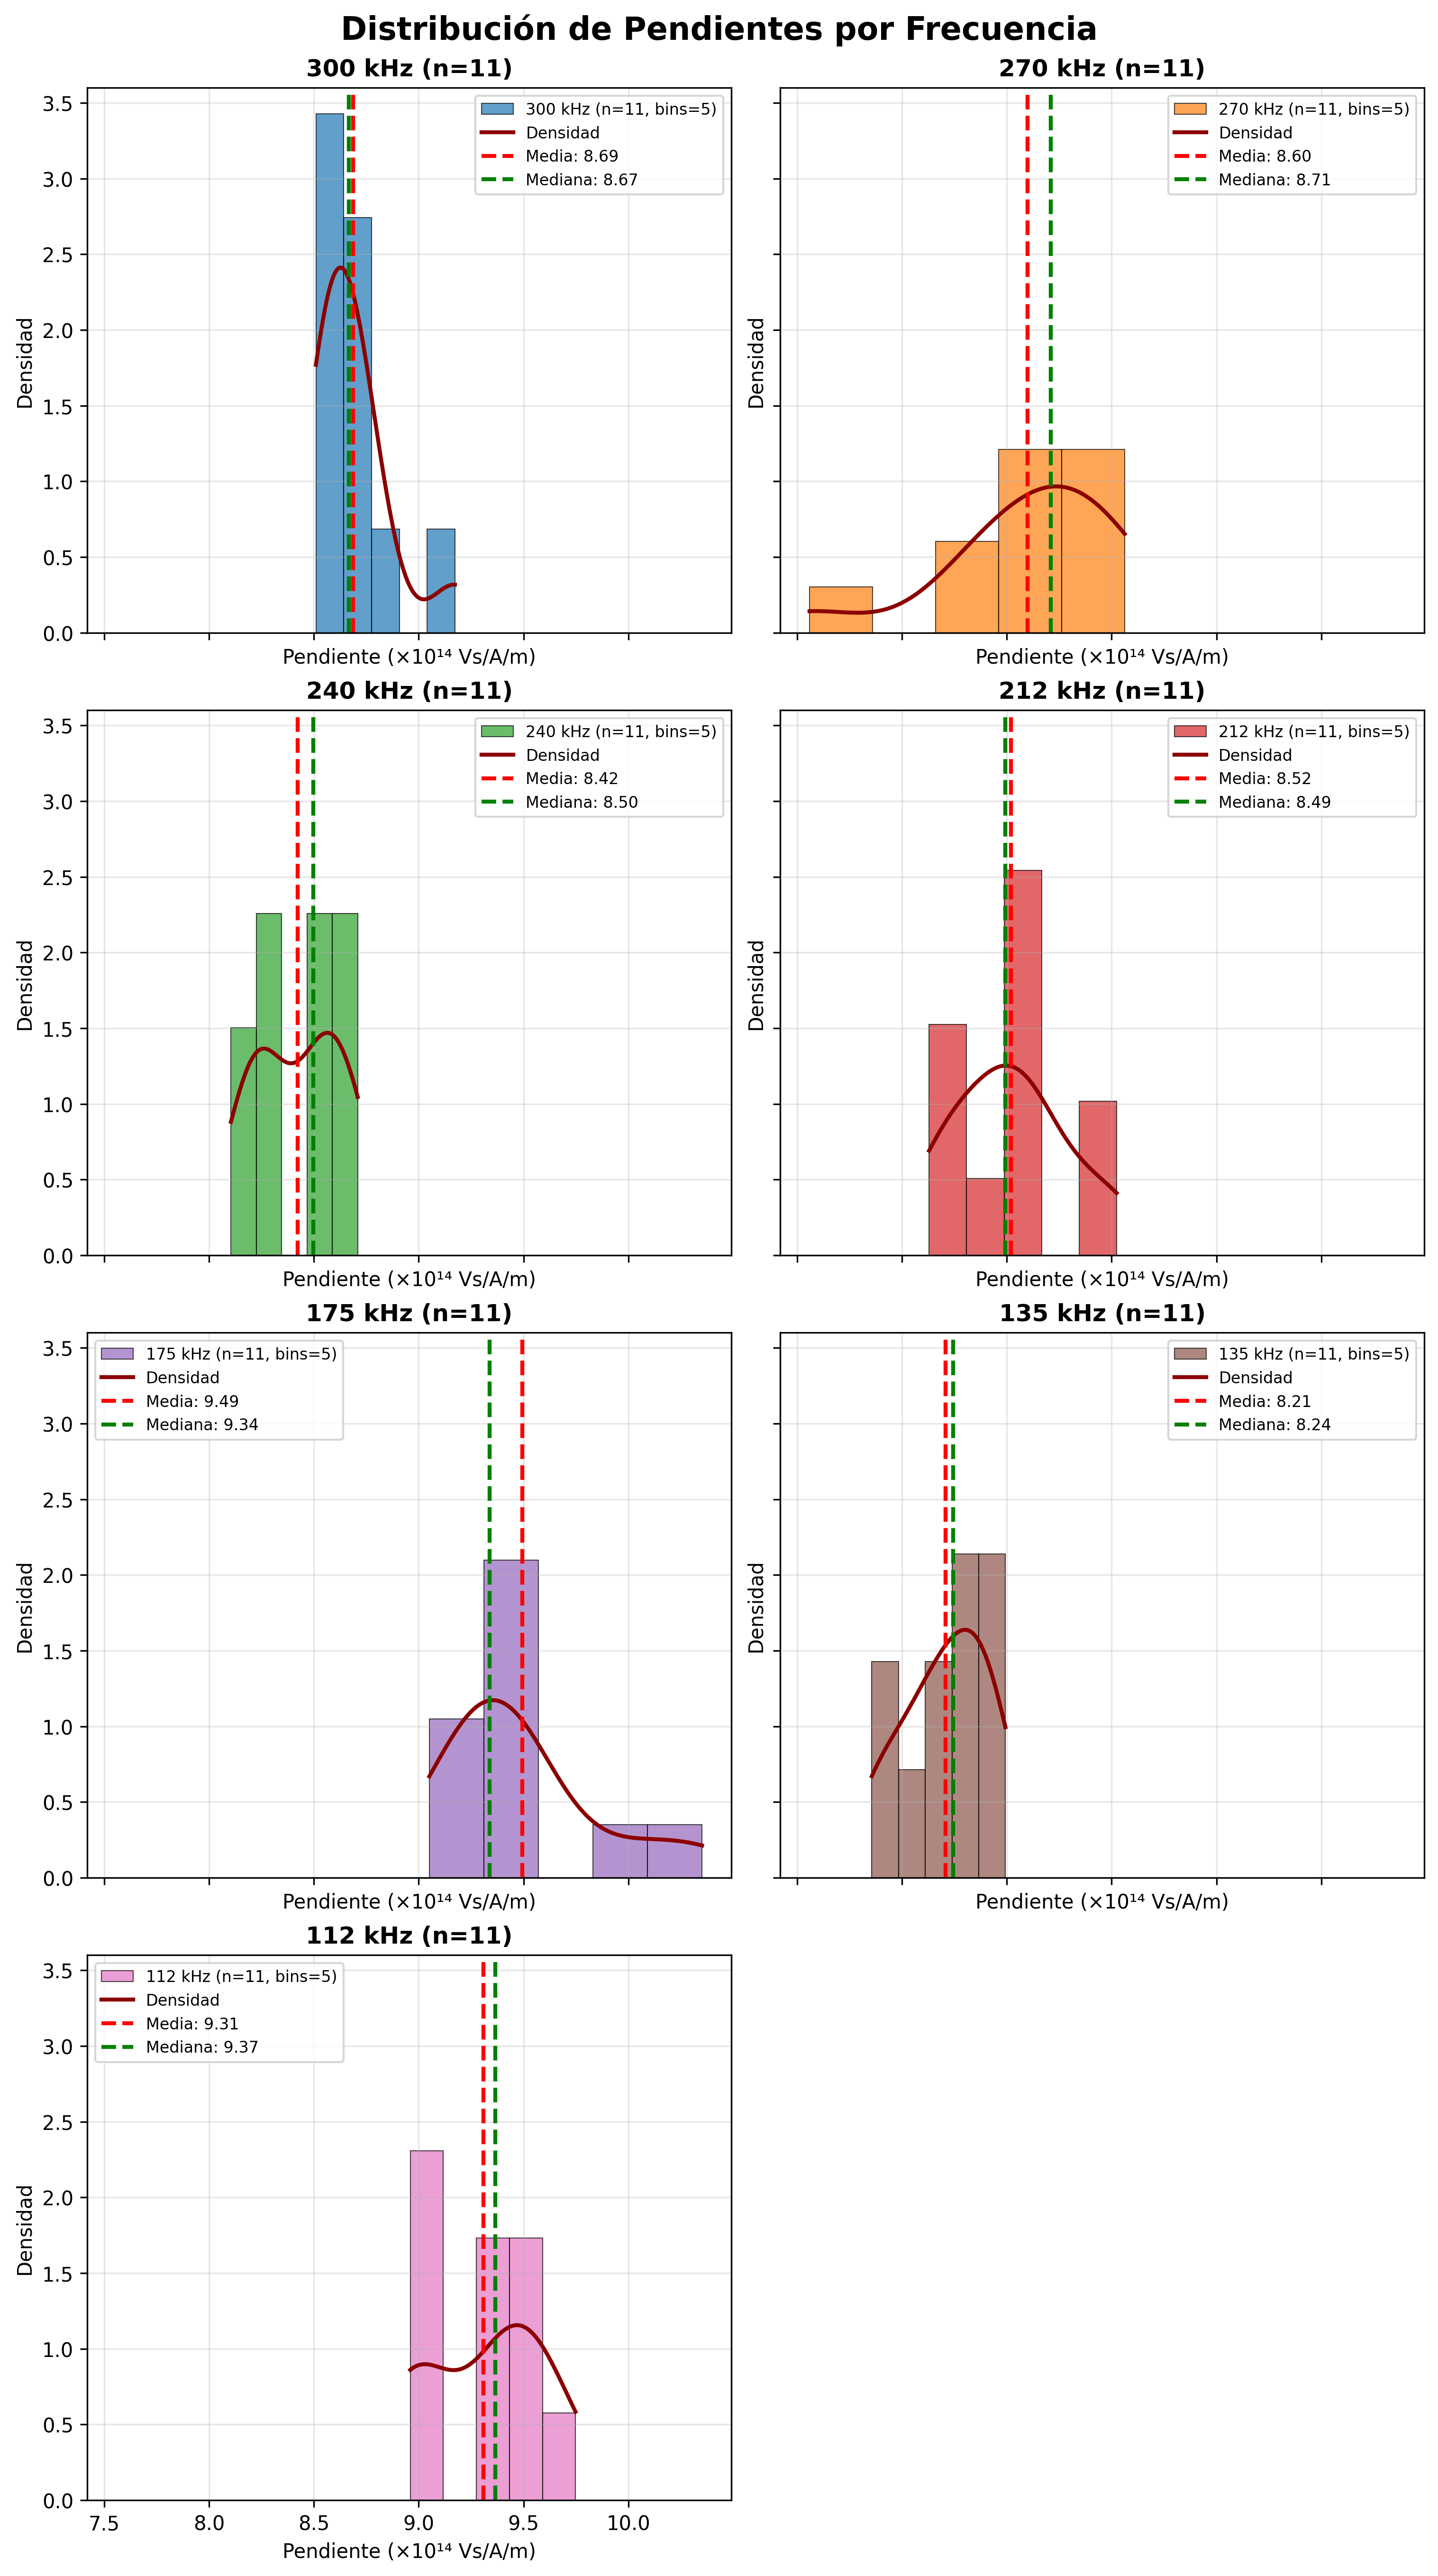 Distribución de Pendientes por Frecuencia
300 kHz (n=11)
3.5
3.0
2.5
2.0
1.5
1.0
0.5
0.0
Densidad
300 kHz (n=11, bins=5)
Densidad
Media: 8.69
Mediana: 8.67
Pendiente (×10¹⁴ Vs/A/m)
270 kHz (n=11)
Densidad
270 kHz (n=11, bins=5)
Densidad
Media: 8.60
Mediana: 8.71
Pendiente (×10¹⁴ Vs/A/m)
240 kHz (n=11)
3.5
3.0
2.5
2.0
1.5
1.0
0.5
0.0
Densidad
240 kHz (n=11, bins=5)
Densidad
Media: 8.42
Mediana: 8.50
Pendiente (×10¹⁴ Vs/A/m)
212 kHz (n=11)
Densidad
212 kHz (n=11, bins=5)
Densidad
Media: 8.52
Mediana: 8.49
Pendiente (×10¹⁴ Vs/A/m)
175 kHz (n=11)
3.5
3.0
2.5
2.0
1.5
1.0
0.5
0.0
Densidad
175 kHz (n=11, bins=5)
Densidad
Media: 9.49
Mediana: 9.34
Pendiente (×10¹⁴ Vs/A/m)
135 kHz (n=11)
Densidad
135 kHz (n=11, bins=5)
Densidad
Media: 8.21
Mediana: 8.24
Pendiente (×10¹⁴ Vs/A/m)
112 kHz (n=11)
3.5
3.0
2.5
2.0
1.5
1.0
0.5
0.0
Densidad
112 kHz (n=11, bins=5)
Densidad
Media: 9.31
Mediana: 9.37
7.5 8.0 8.5 9.0 9.5 10.0
Pendiente (×10¹⁴ Vs/A/m)